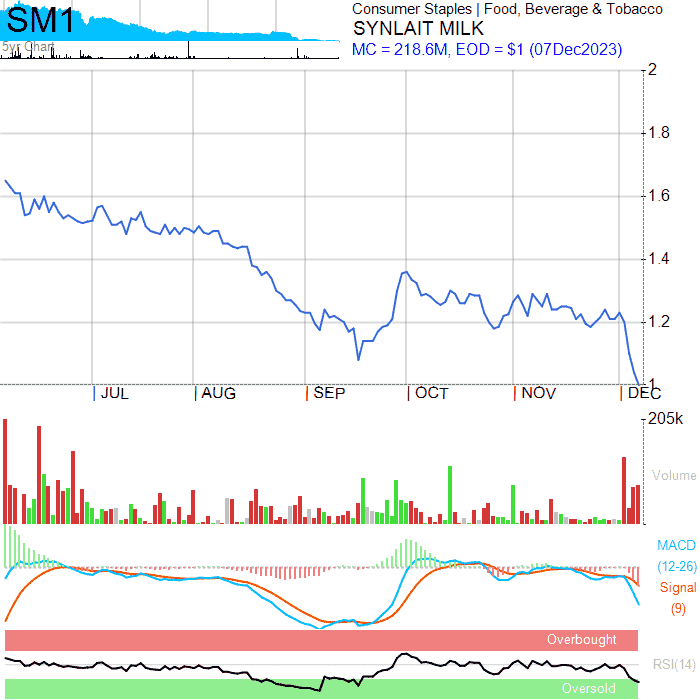 SM1
5yr Chart
Consumer Staples | Food, Beverage & Tobacco
SYNLAIT MILK
MC = 218.6M, EOD = $1 (07Dec2023)
2
1.8
1.6
1.4
1.2
1
JUL
AUG
SEP
OCT
NOV
DEC
205k
Volume
MACD
(12-26)
Signal
(9)
Overbought
RSI(14)
Oversold